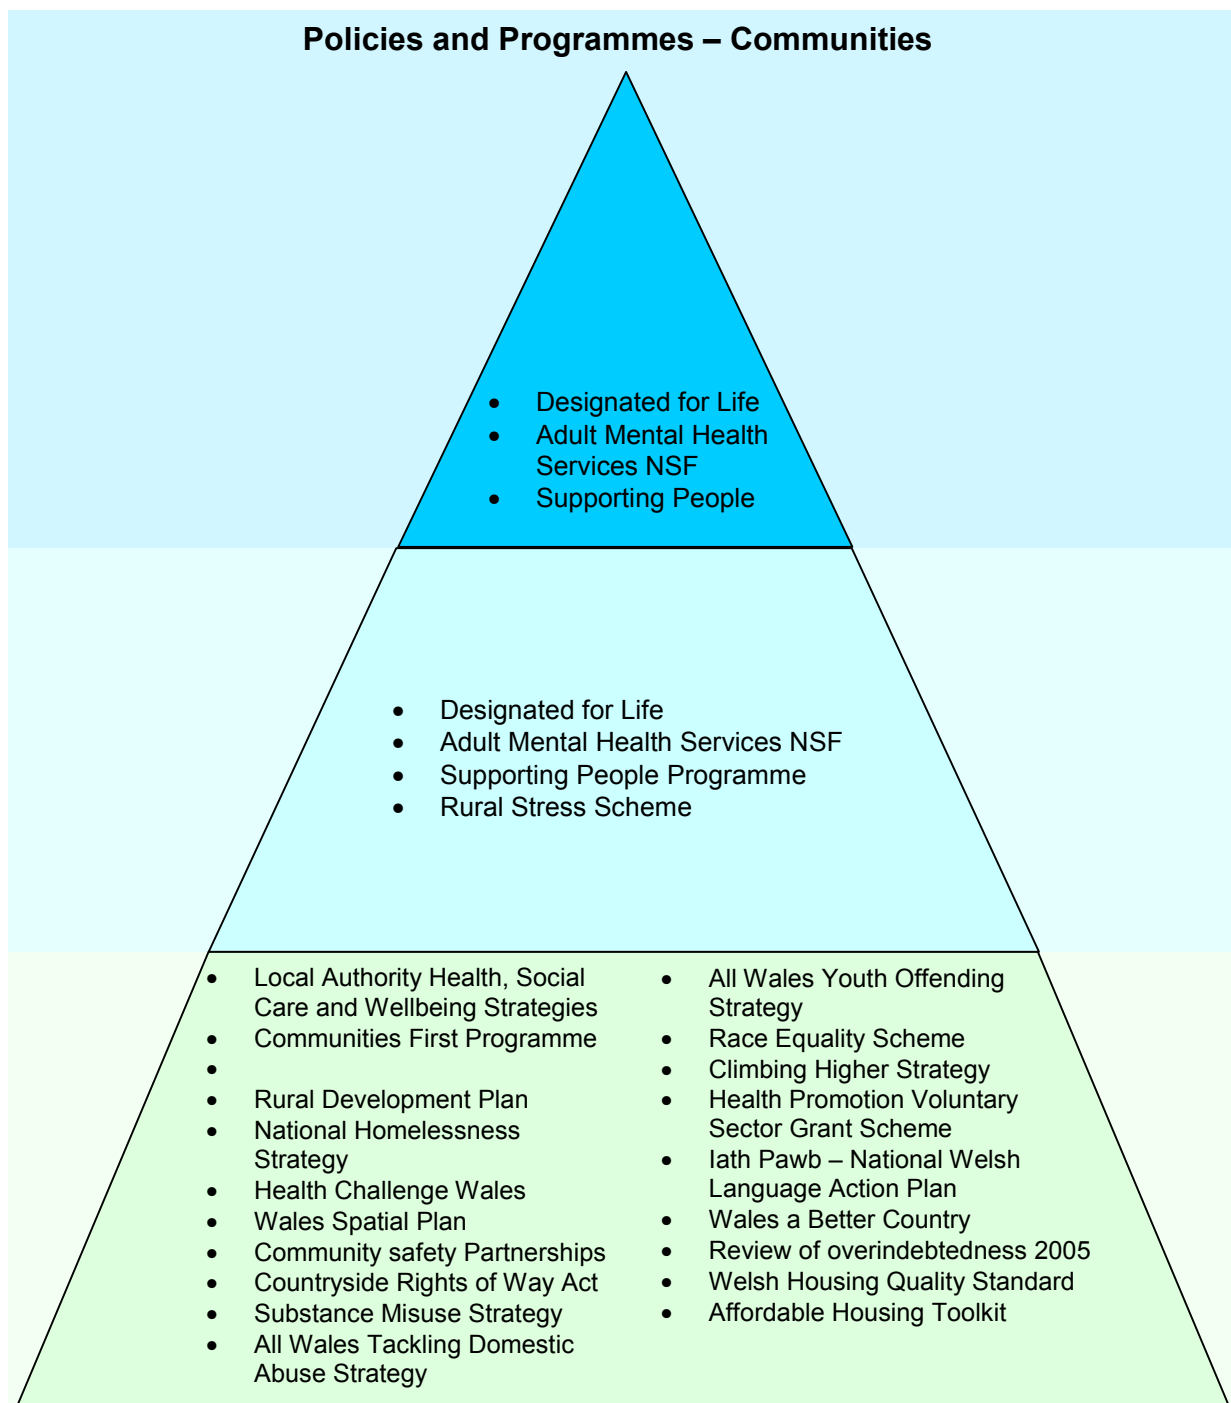 Policies and Programmes – Communities
• Designated for Life
• Adult Mental Health
Services NSF
• Supporting People
• Designated for Life
• Adult Mental Health Services NSF
• Supporting People Programme
• Rural Stress Scheme
• Local Authority Health, Social
Care and Wellbeing Strategies
• Communities First Programme
•
• Rural Development Plan
• National Homelessness
Strategy
• Health Challenge Wales
• Wales Spatial Plan
• Community safety Partnerships
• Countryside Rights of Way Act
• Substance Misuse Strategy
• All Wales Tackling Domestic
Abuse Strategy
• All Wales Youth Offending
Strategy
• Race Equality Scheme
• Climbing Higher Strategy
• Health Promotion Voluntary
Sector Grant Scheme
• Iath Pawb – National Welsh
Language Action Plan
• Wales a Better Country
• Review of overindebtedness 2005
• Welsh Housing Quality Standard
• Affordable Housing Toolkit